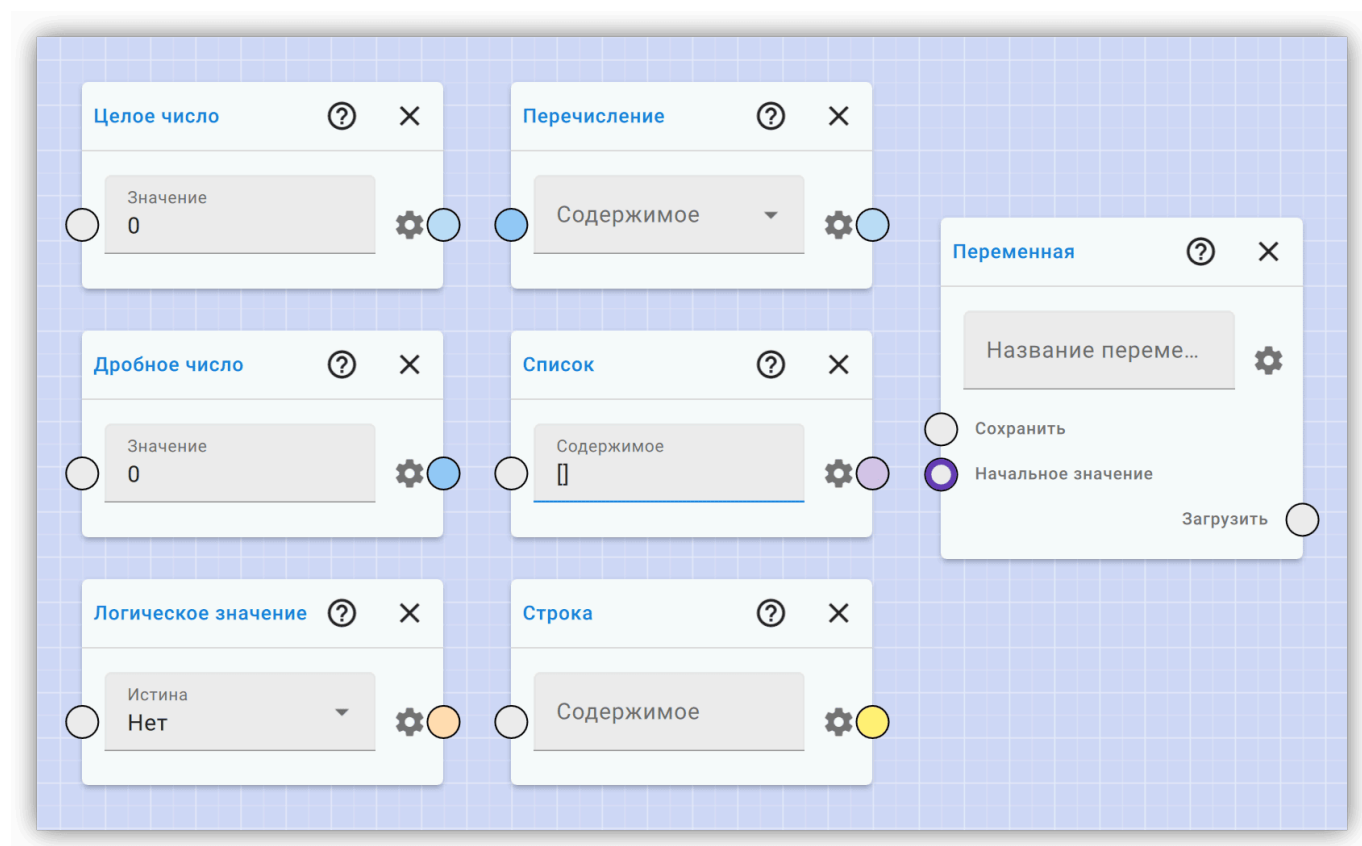 Целое число
Значение
0
Перечисление
Содержимое
Переменная
Название переме...
Сохранить
Начальное значение
Загрузить
Дробное число
Значение
0
Список
Содержимое
[]
Логическое значение
Истина
Нет
Строка
Содержимое